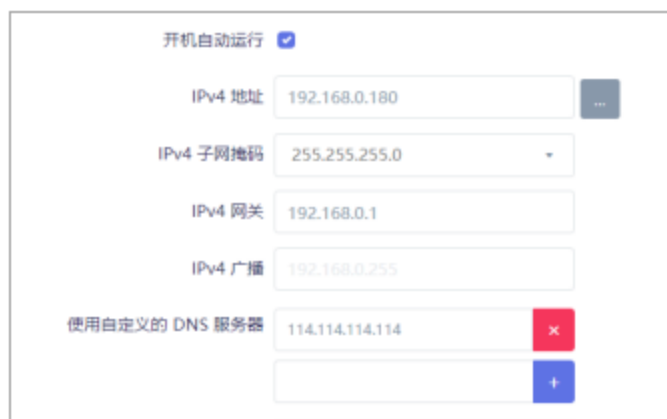 开机自动运行
IPv4 地址 192.168.0.180 ...
IPv4 子网掩码 255.255.255.0
IPv4 网关 192.168.0.1
IPv4 广播 192.168.0.255
使用自定义的 DNS 服务器 114.114.114.114 ×
+